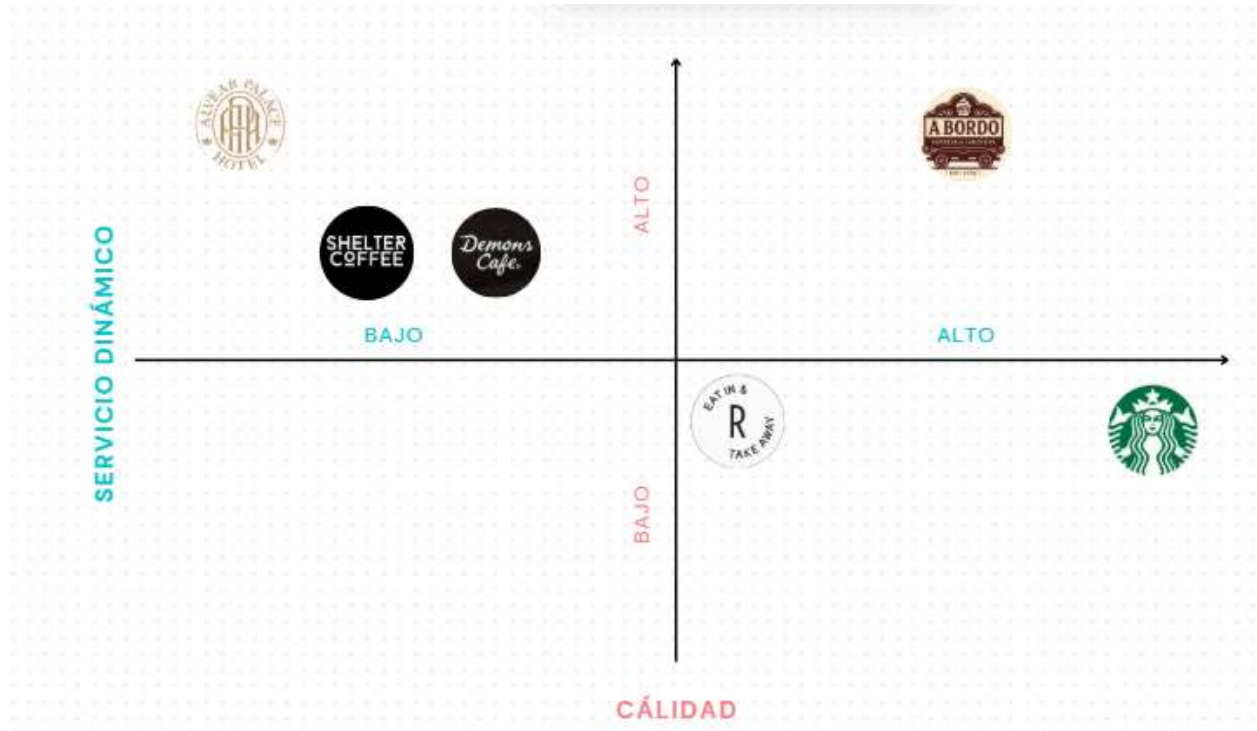 ALVEAR PALACE
HOTEL
A BORDO
ALTO
SHELTER
COFFEE
Demons
Cafe.
SERVICIO DINÁMICO
BAJO
ALTO
EAT IN &
R
TAKE AWAY
BAJO
CÁLIDAD